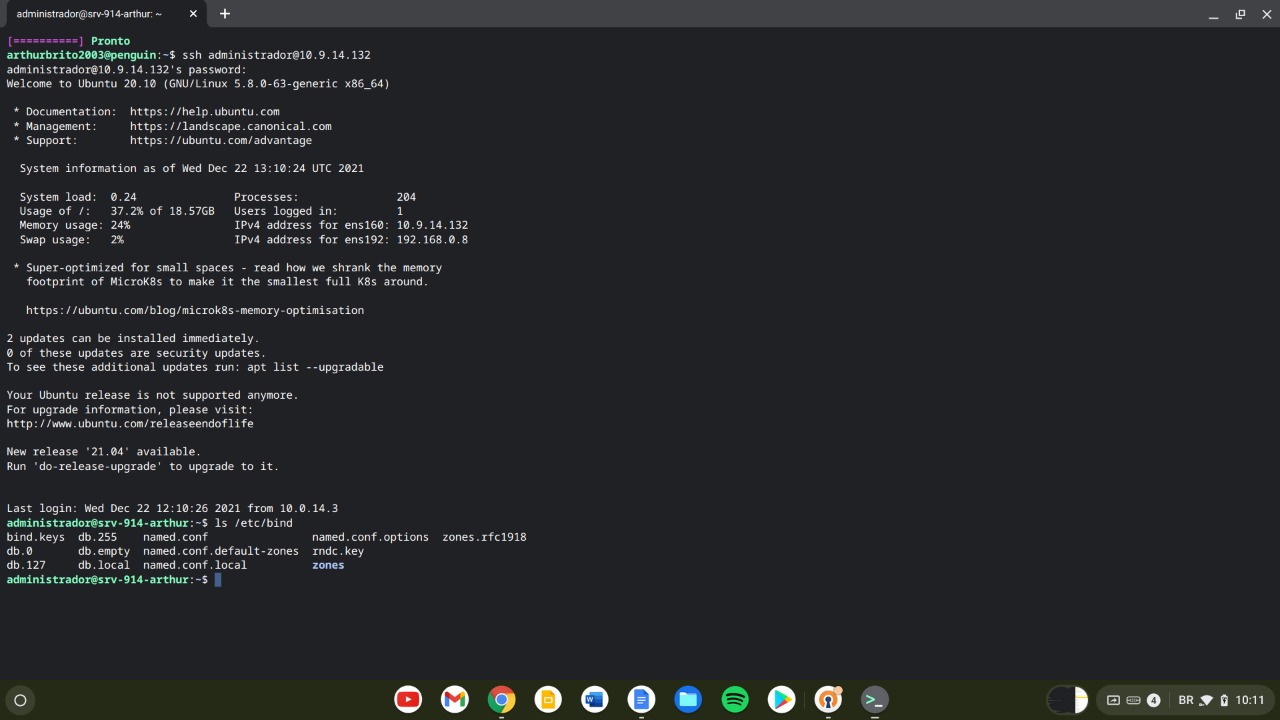 administrador@srv-914-arthur: ~
[==========] Pronto
arthurbrito2003@penguin:~$ ssh administrador@10.9.14.132
administrador@10.9.14.132's password:
Welcome to Ubuntu 20.10 (GNU/Linux 5.8.0-63-generic x86_64)
* Documentation:  https://help.ubuntu.com
* Management:     https://landscape.canonical.com
* Support:        https://ubuntu.com/advantage
System information as of Wed Dec 22 13:10:24 UTC 2021
System load:  0.24               Processes:               204
Usage of /:   37.2% of 18.57GB   Users logged in:         1
Memory usage: 24%                IPv4 address for ens160: 10.9.14.132
Swap usage:   2%                 IPv4 address for ens192: 192.168.0.8
* Super-optimized for small spaces - read how we shrank the memory
footprint of MicroK8s to make it the smallest full K8s around.
https://ubuntu.com/blog/microk8s-memory-optimisation
2 updates can be installed immediately.
0 of these updates are security updates.
To see these additional updates run: apt list --upgradable
Your Ubuntu release is not supported anymore.
For upgrade information, please visit:
http://www.ubuntu.com/releaseendoflife
New release '21.04' available.
Run 'do-release-upgrade' to upgrade to it.
Last login: Wed Dec 22 12:10:26 2021 from 10.0.14.3
administrador@srv-914-arthur:~$ ls /etc/bind
bind.keys  db.255    named.conf                named.conf.options  zones.rfc1918
db.0       db.empty  named.conf.default-zones  rndc.key
db.127     db.local  named.conf.local          zones
administrador@srv-914-arthur:~$
4 BR 10:11